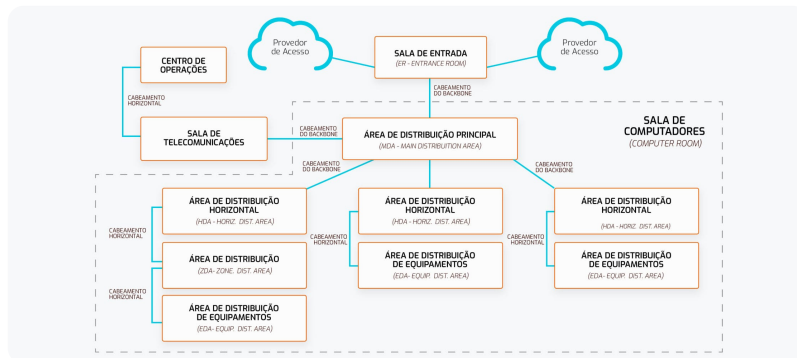 Provedor
de Acesso
SALA DE ENTRADA
(ER - ENTRANCE ROOM)
Provedor
de Acesso
CENTRO DE
OPERAÇÕES
CABEAMENTO
HORIZONTAL
CABEAMENTO
DO BACKBONE
SALA DE
TELECOMUNICAÇÕES
CABEAMENTO
DO BACKBONE
ÁREA DE DISTRIBUIÇÃO PRINCIPAL
(MDA - MAIN DISTRIBUITION AREA)
SALA DE
COMPUTADORES
(COMPUTER ROOM)
CABEAMENTO
DO BACKBONE
CABEAMENTO
DO BACKBONE
ÁREA DE DISTRIBUIÇÃO
HORIZONTAL
(HDA - HORIZ. DIST. AREA)
ÁREA DE DISTRIBUIÇÃO
HORIZONTAL
(HDA - HORIZ. DIST. AREA)
ÁREA DE DISTRIBUIÇÃO
HORIZONTAL
(HDA - HORIZ. DIST. AREA)
CABEAMENTO
HORIZONTAL
CABEAMENTO
HORIZONTAL
CABEAMENTO
HORIZONTAL
ÁREA DE DISTRIBUIÇÃO
(ZDA- ZONE. DIST. AREA)
ÁREA DE DISTRIBUIÇÃO
DE EQUIPAMENTOS
(EDA- EQUIP. DIST. AREA)
ÁREA DE DISTRIBUIÇÃO
DE EQUIPAMENTOS
(EDA- EQUIP. DIST. AREA)
CABEAMENTO
HORIZONTAL
ÁREA DE DISTRIBUIÇÃO
DE EQUIPAMENTOS
(EDA- EQUIP. DIST. AREA)